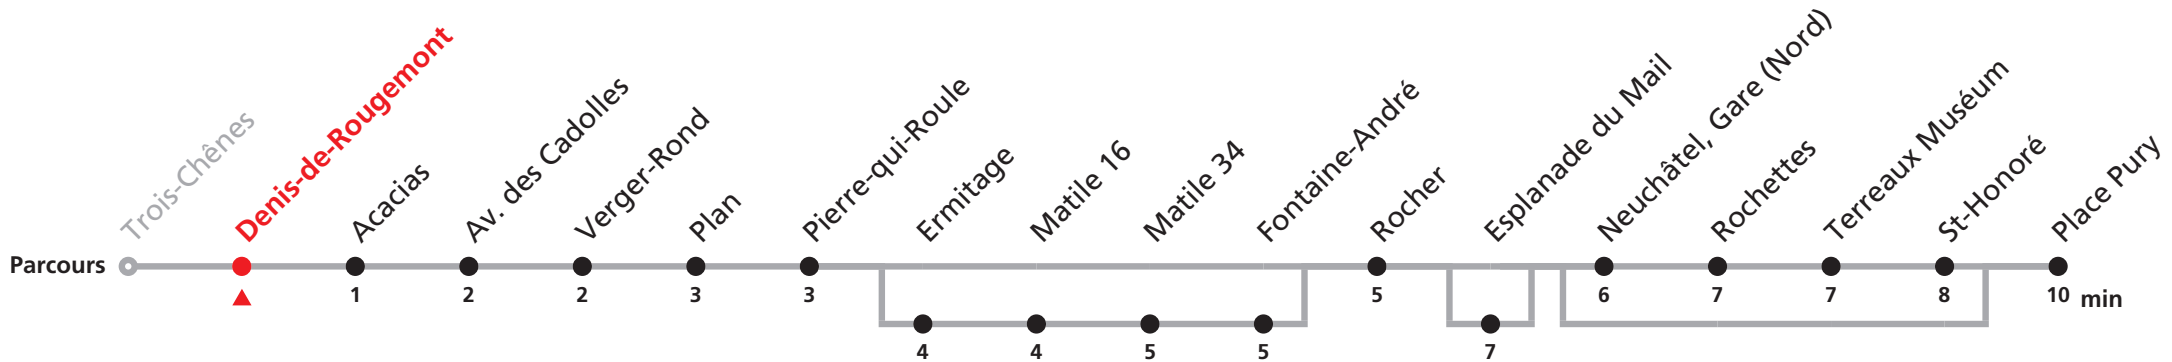 Trois-Chênes
Denis-de-Rougemont
Acacias
Av. des Cadolles
Verger-Rond
Plan
Pierre-qui-Roule
Ermitage
Matile 16
Matile 34
Fontaine-André
Rocher
Esplanade du Mail
Neuchâtel, Gare (Nord)
Rochettes
Terreaux Muséum
St-Honoré
Place Pury
Parcours
1 2 2 3 3 5 6 7 7 8 10 min
4 4 5 5 7